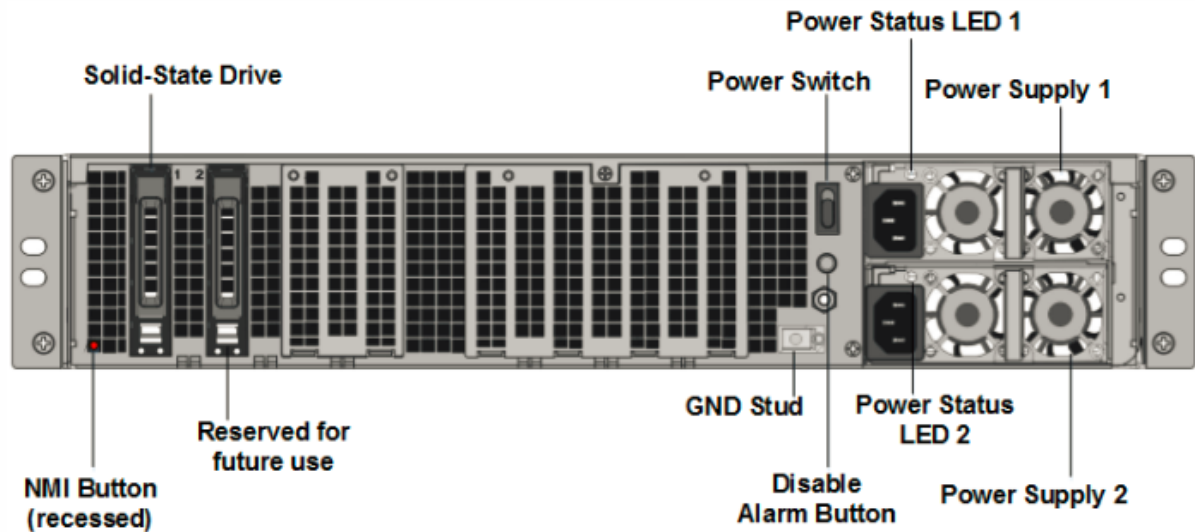 Power Status LED 1
Solid-State Drive
Power Switch
Power Supply 1
1 2
GND Stud
Power Status
LED 2
Reserved for
future use
NMI Button
(recessed)
Disable
Alarm Button
Power Supply 2